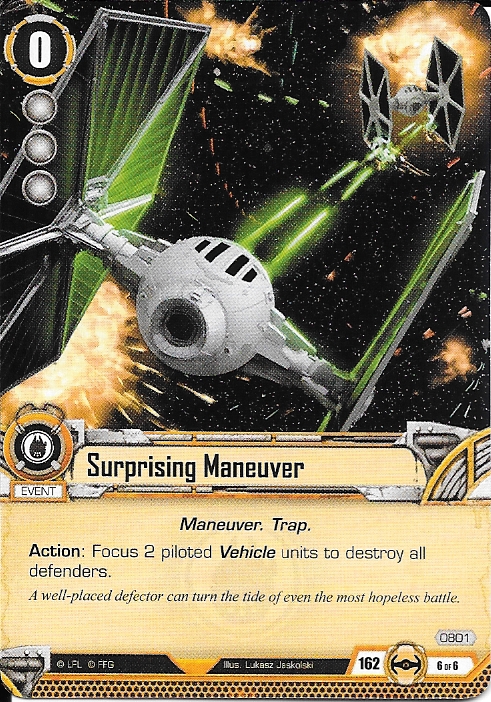 0
Surprising Maneuver
EVENT
Maneuver. Trap.
Action: Focus 2 piloted Vehicle units to destroy all
defenders.
A well-placed defector can turn the tide of even the most hopeless battle.
0801
© LFL © FFG
Illus. Lukasz Jaskolski
162
6 OF 6